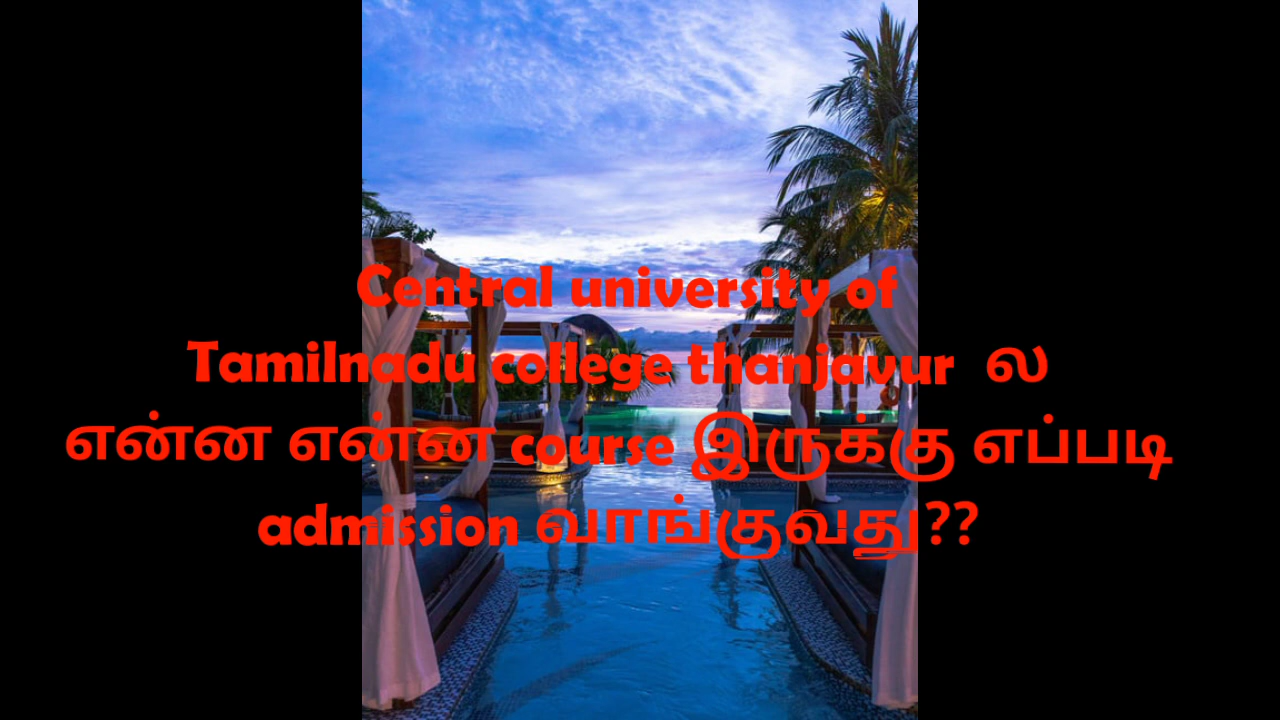 Central university of
Tamilnadu college thanjavur ல
என்ன என்ன course இருக்கு எப்படி
admission வாங்குவது??